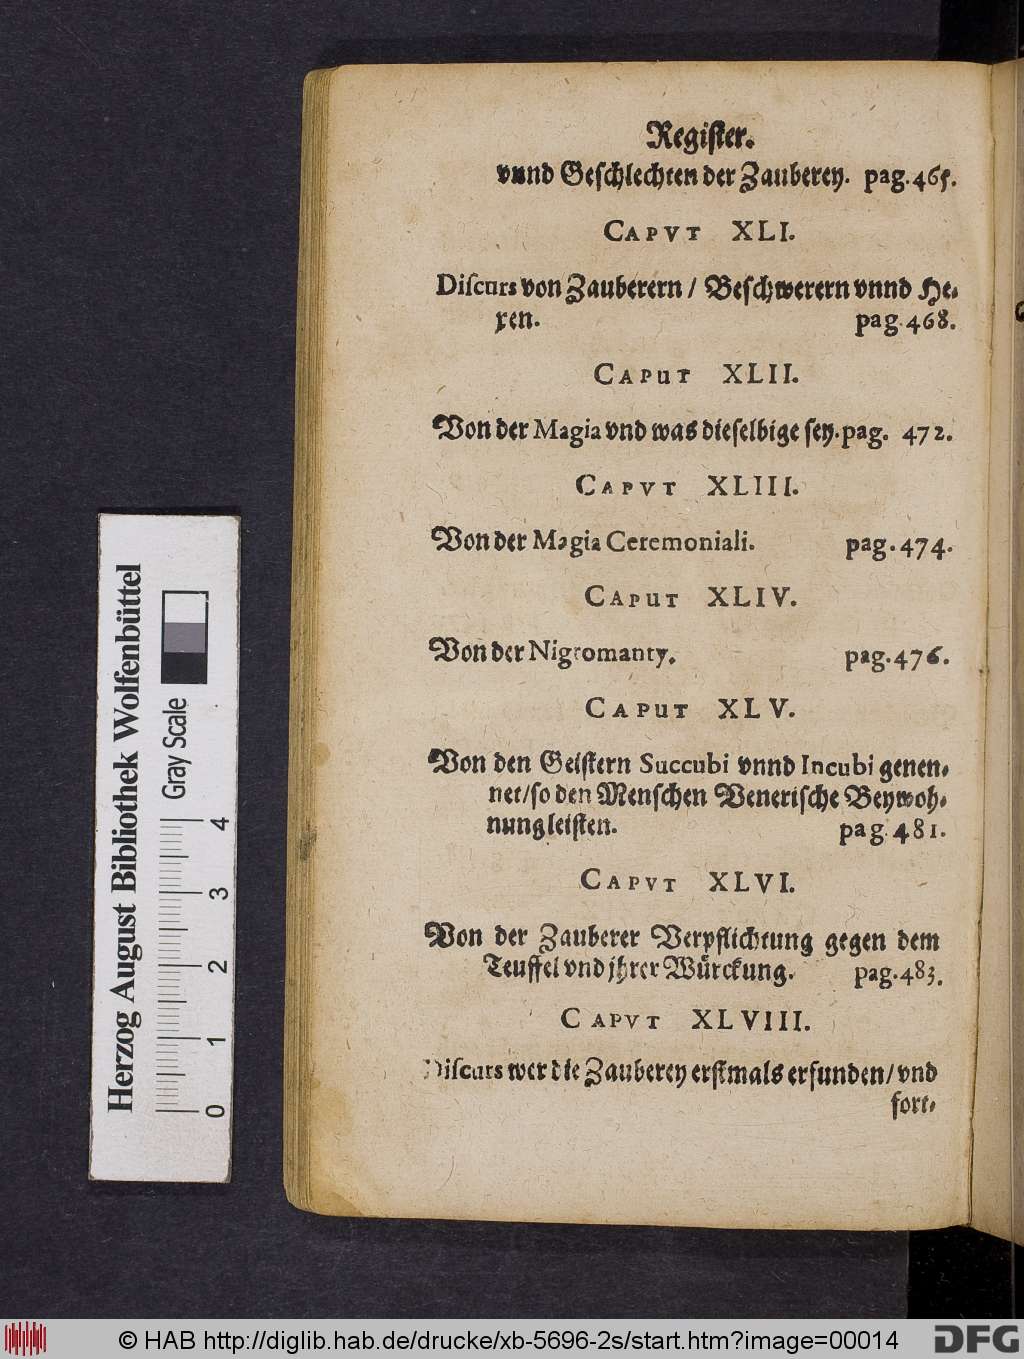 Register.
vnnd Geschlechten der Zauberey. pag.465.
CAPVT XLI.
Discurs von Zauberern / Beschwerern vnnd He-
xen. pag.468.
CAPUT XLII.
Von der Magia vnd was dieselbige sey. pag. 472.
CAPVT XLIII.
Von der Magia Ceremoniali. pag.474.
CAPUT XLIV.
Von der Nigromanty. pag.476.
CAPUT XLV.
Von den Geistern Succubi vnnd Incubi genen-
net/so den Menschen Venerische Beywoh-
nung leisten. pag.481.
CAPVT XLVI.
Von der Zauberer Verpflichtung gegen dem
Teuffel vnd jhrer Würckung. pag.483.
CAPVT XLVIII.
Discurs wer die Zauberey erstmals erfunden/vnd
fort-
Herzog August Bibliothek Wolfenbüttel
Gray Scale
0 1 2 3 4
© HAB http://diglib.hab.de/drucke/xb-5696-2s/start.htm?image=00014
DFG